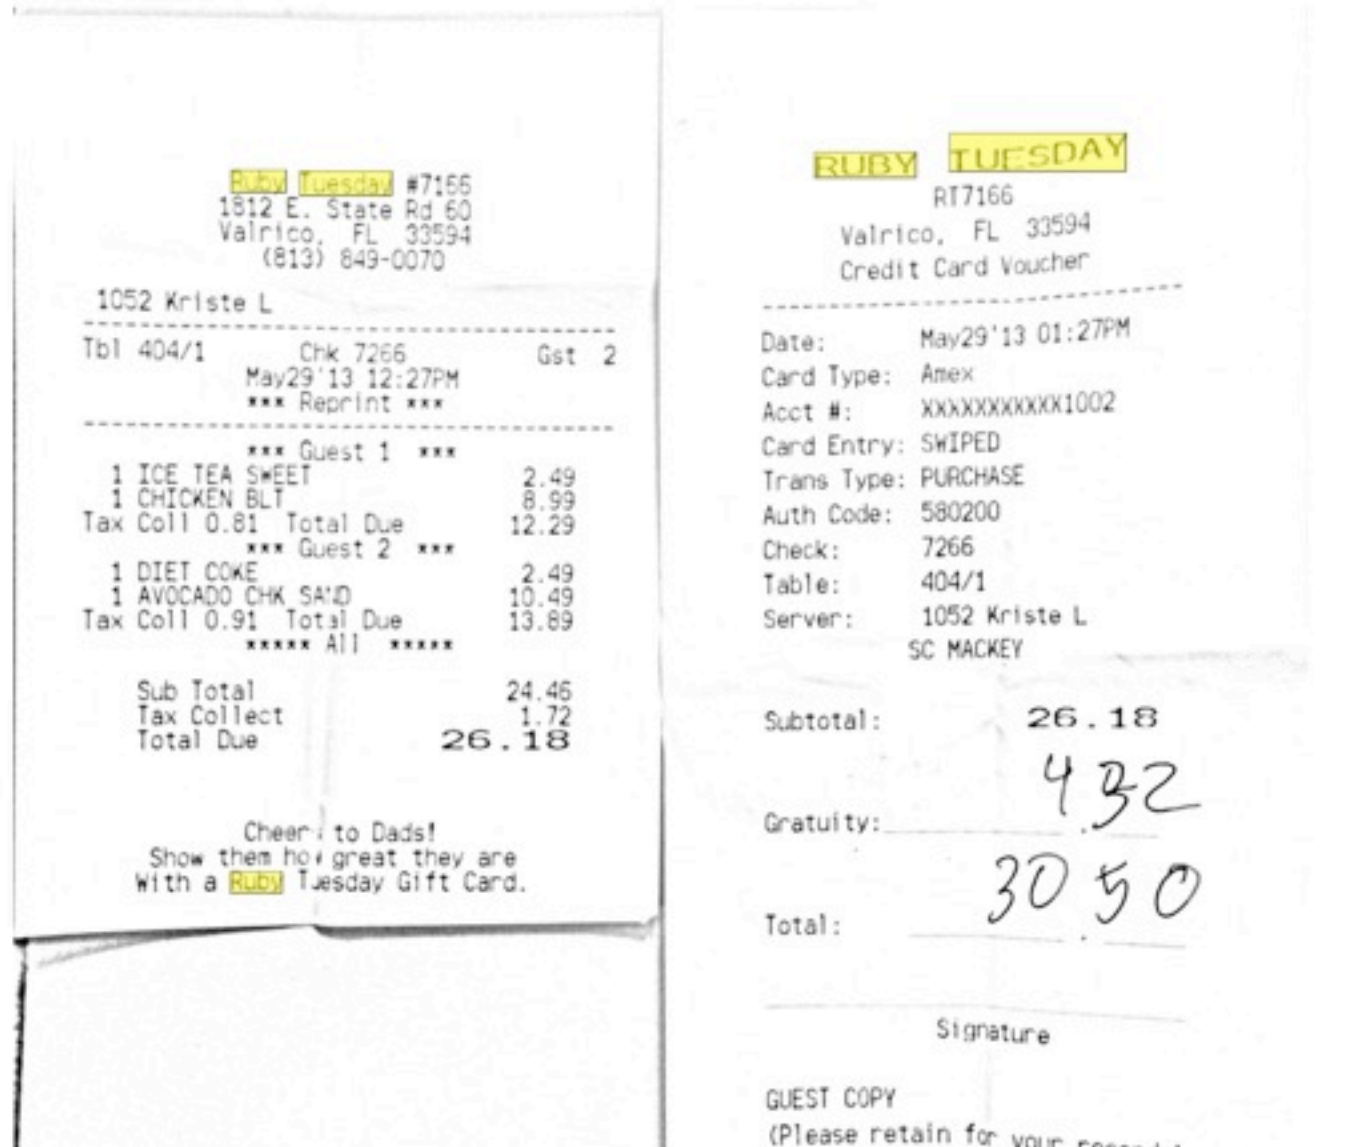 Ruby Tuesday #7166
1812 E. State Rd 60
Valrico, FL 33594
(813) 849-0070
1052 Kriste L
Tbl 404/1 Chk 7266 Gst 2
May29'13 12:27PM
*** Reprint ***
*** Guest 1 ***
1 ICE TEA SWEET 2.49
1 CHICKEN BLT 8.99
Tax Coll 0.81 Total Due 12.29
*** Guest 2 ***
1 DIET COKE 2.49
1 AVOCADO CHK SAND 10.49
Tax Coll 0.91 Total Due 13.89
***** All *****
Sub Total 24.46
Tax Collect 1.72
Total Due 26.18
Cheers to Dads!
Show them how great they are
With a Ruby Tuesday Gift Card.
RUBY TUESDAY
RT7166
Valrico, FL 33594
Credit Card Voucher
Date: May29'13 01:27PM
Card Type: Amex
Acct #: XXXXXXXXXXX1002
Card Entry: SWIPED
Trans Type: PURCHASE
Auth Code: 580200
Check: 7266
Table: 404/1
Server: 1052 Kriste L
SC MACKEY
Subtotal: 26.18
Gratuity: 4.32
Total: 30.50
Signature
GUEST COPY
(Please retain for your